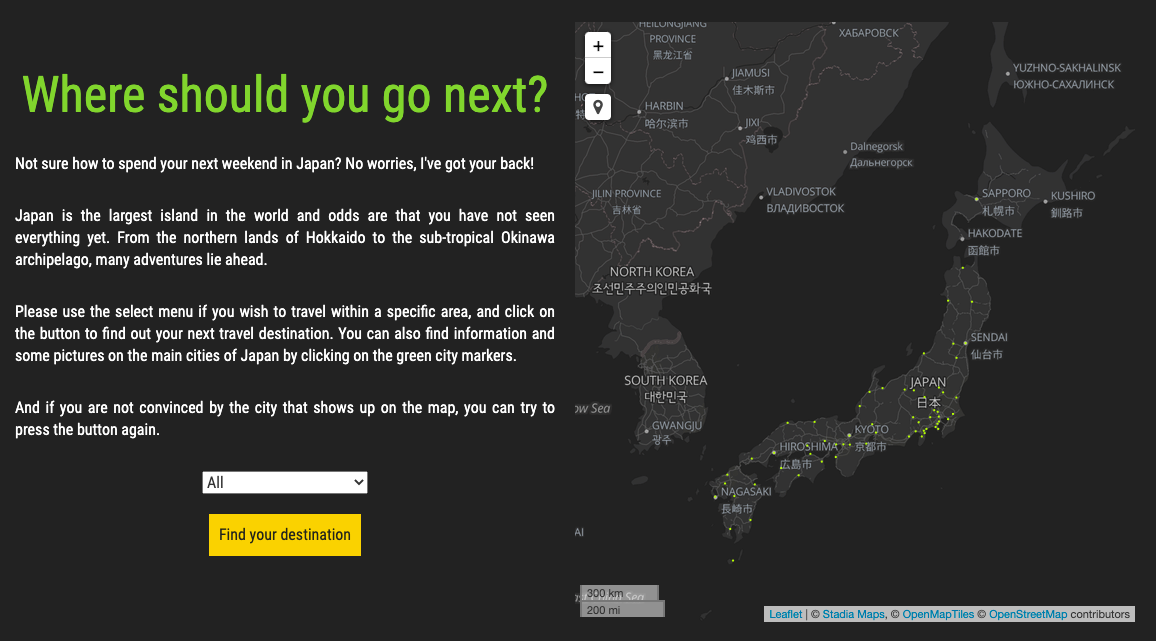 Where should you go next?
Not sure how to spend your next weekend in Japan? No worries, I've got your back!
Japan is the largest island in the world and odds are that you have not seen
everything yet. From the northern lands of Hokkaido to the sub-tropical Okinawa
archipelago, many adventures lie ahead.
Please use the select menu if you wish to travel within a specific area, and click on
the button to find out your next travel destination. You can also find information and
some pictures on the main cities of Japan by clicking on the green city markers.
And if you are not convinced by the city that shows up on the map, you can try to
press the button again.
All
Find your destination
+
−
HEILONGJIANG
PROVINCE
黑龙江省
ХАБАРОВСК
JIAMUSI
佳木斯市
YUZHNO-SAKHALINSK
ЮЖНО-САХАЛИНСК
HARBIN
哈尔滨市
JIXI
鸡西市
Dalnegorsk
Дальнегорск
JILIN PROVINCE
吉林省
VLADIVOSTOK
ВЛАДИВОСТОК
SAPPORO
札幌市
KUSHIRO
釧路市
HAKODATE
函館市
NORTH KOREA
조선민주주의인민공화국
SENDAI
仙台市
SOUTH KOREA
대한민국
JAPAN
日本
ow Sea
GWANGJU
광주
KYOTO
京都市
HIROSHIMA
広島市
NAGASAKI
長崎市
AI
300 km
200 mi
Leaflet | © Stadia Maps, © OpenMapTiles © OpenStreetMap contributors